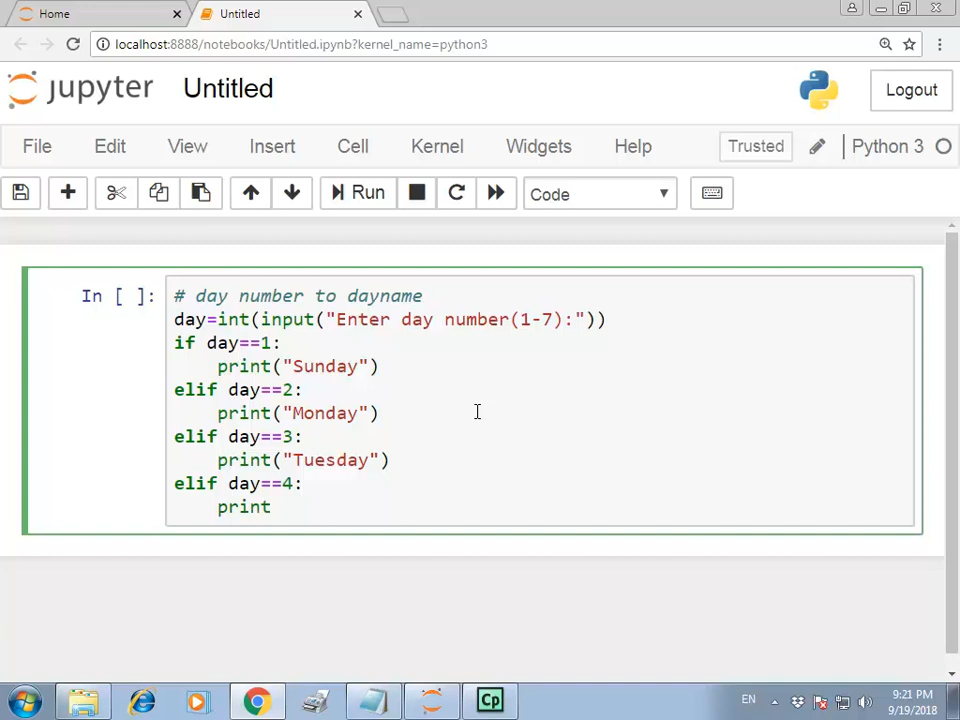 Home
Untitled
localhost:8888/notebooks/Untitled.ipynb?kernel_name=python3
jupyter Untitled
Logout
File Edit View Insert Cell Kernel Widgets Help Trusted Python 3
Run Code
In [ ]:
# day number to dayname
day=int(input("Enter day number(1-7):"))
if day==1:
    print("Sunday")
elif day==2:
    print("Monday")
elif day==3:
    print("Tuesday")
elif day==4:
    print
Cp
EN
9:21 PM
9/19/2018